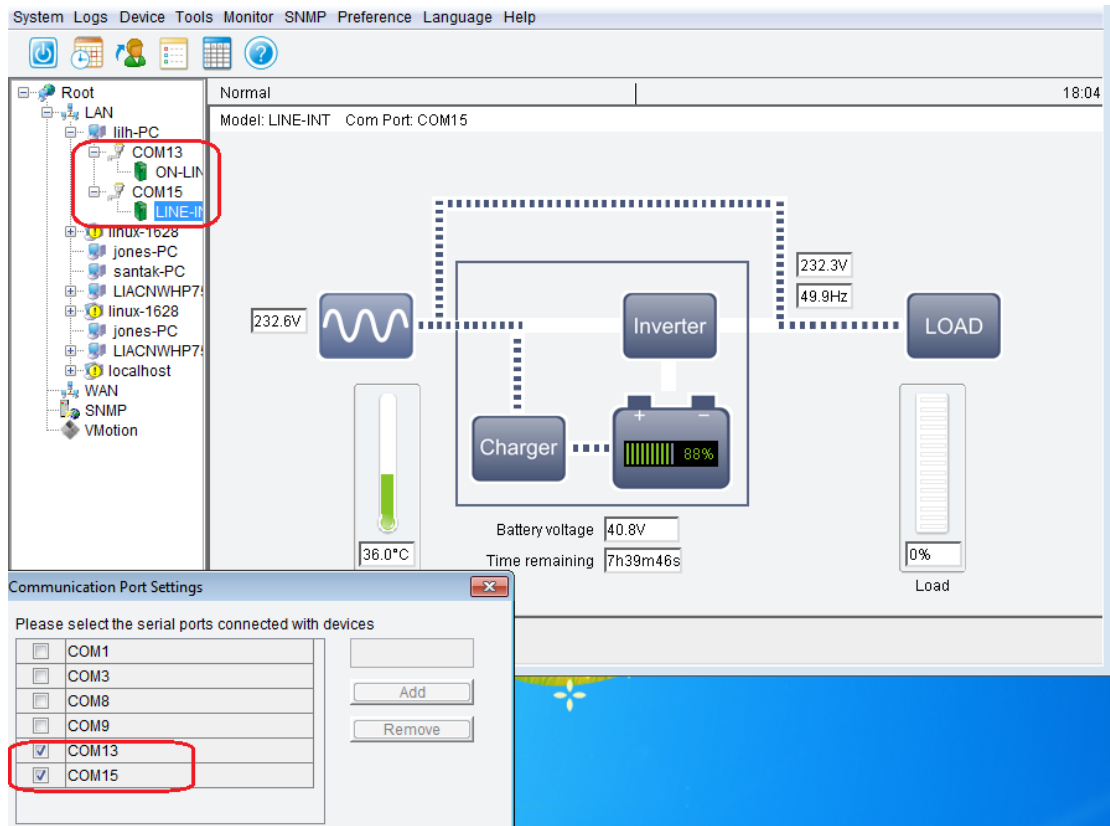 System Logs Device Tools Monitor SNMP Preference Language Help
Root
LAN
lilh-PC
COM13
ON-LIN
COM15
LINE-IN
linux-1628
jones-PC
santak-PC
LIACNWHP75
linux-1628
jones-PC
LIACNWHP75
localhost
WAN
SNMP
VMotion
Normal 18:04
Model: LINE-INT Com Port: COM15
232.3V
49.9Hz
232.6V
Inverter
LOAD
Charger
+ −
88%
Battery voltage 40.8V
36.0°C
Time remaining 7h39m46s
0%
Load
Communication Port Settings
Please select the serial ports connected with devices
COM1
COM3
COM8
COM9
COM13
COM15
Add
Remove